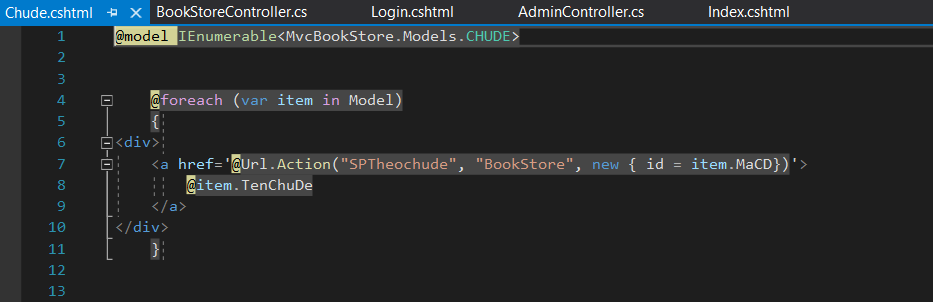 Chude.cshtml BookStoreController.cs Login.cshtml AdminController.cs Index.cshtml
1 @model IEnumerable<MvcBookStore.Models.CHUDE>
2
3
4 @foreach (var item in Model)
5 {
6 <div>
7 <a href='@Url.Action("SPTheochude", "BookStore", new { id = item.MaCD})'>
8 @item.TenChuDe
9 </a>
10 </div>
11 }
12
13